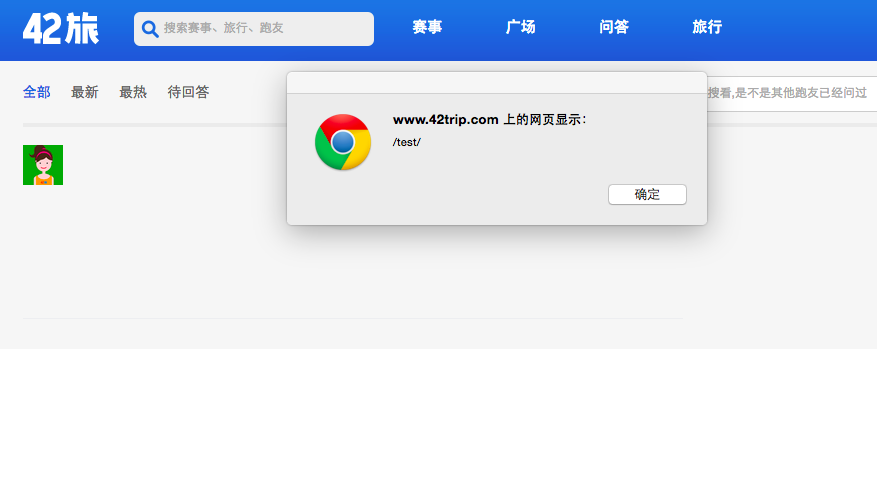 42旅
搜索赛事、旅行、跑友
赛事
广场
问答
旅行
全部
最新
最热
待回答
搜看,是不是其他跑友已经问过
www.42trip.com 上的网页显示：
/test/
确定